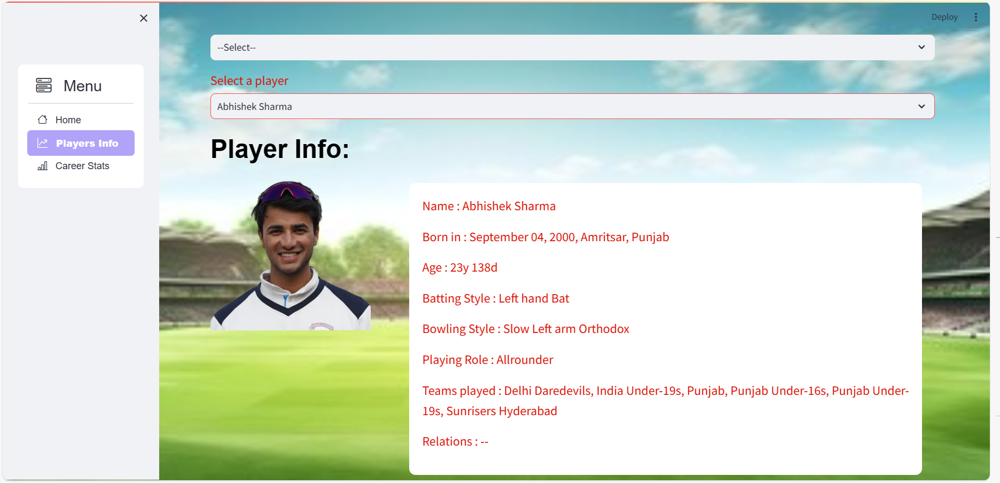 Deploy
--Select--
Menu
Home
Players Info
Career Stats
Select a player
Abhishek Sharma
Player Info:
Name : Abhishek Sharma
Born in : September 04, 2000, Amritsar, Punjab
Age : 23y 138d
Batting Style : Left hand Bat
Bowling Style : Slow Left arm Orthodox
Playing Role : Allrounder
Teams played : Delhi Daredevils, India Under-19s, Punjab, Punjab Under-16s, Punjab Under-
19s, Sunrisers Hyderabad
Relations : --